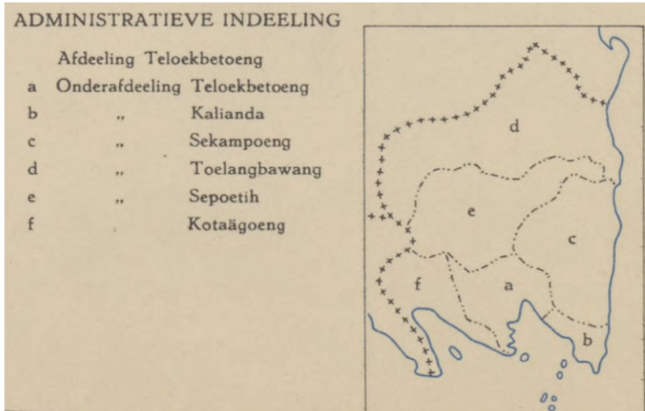 ADMINISTRATIEVE INDEELING
Afdeeling Teloekbetoeng
a Onderafdeeling Teloekbetoeng
b „ Kalianda
c „ Sekampoeng
d „ Toelangbawang
e „ Sepoetih
f Kotaägoeng
d
e
c
f
a
b